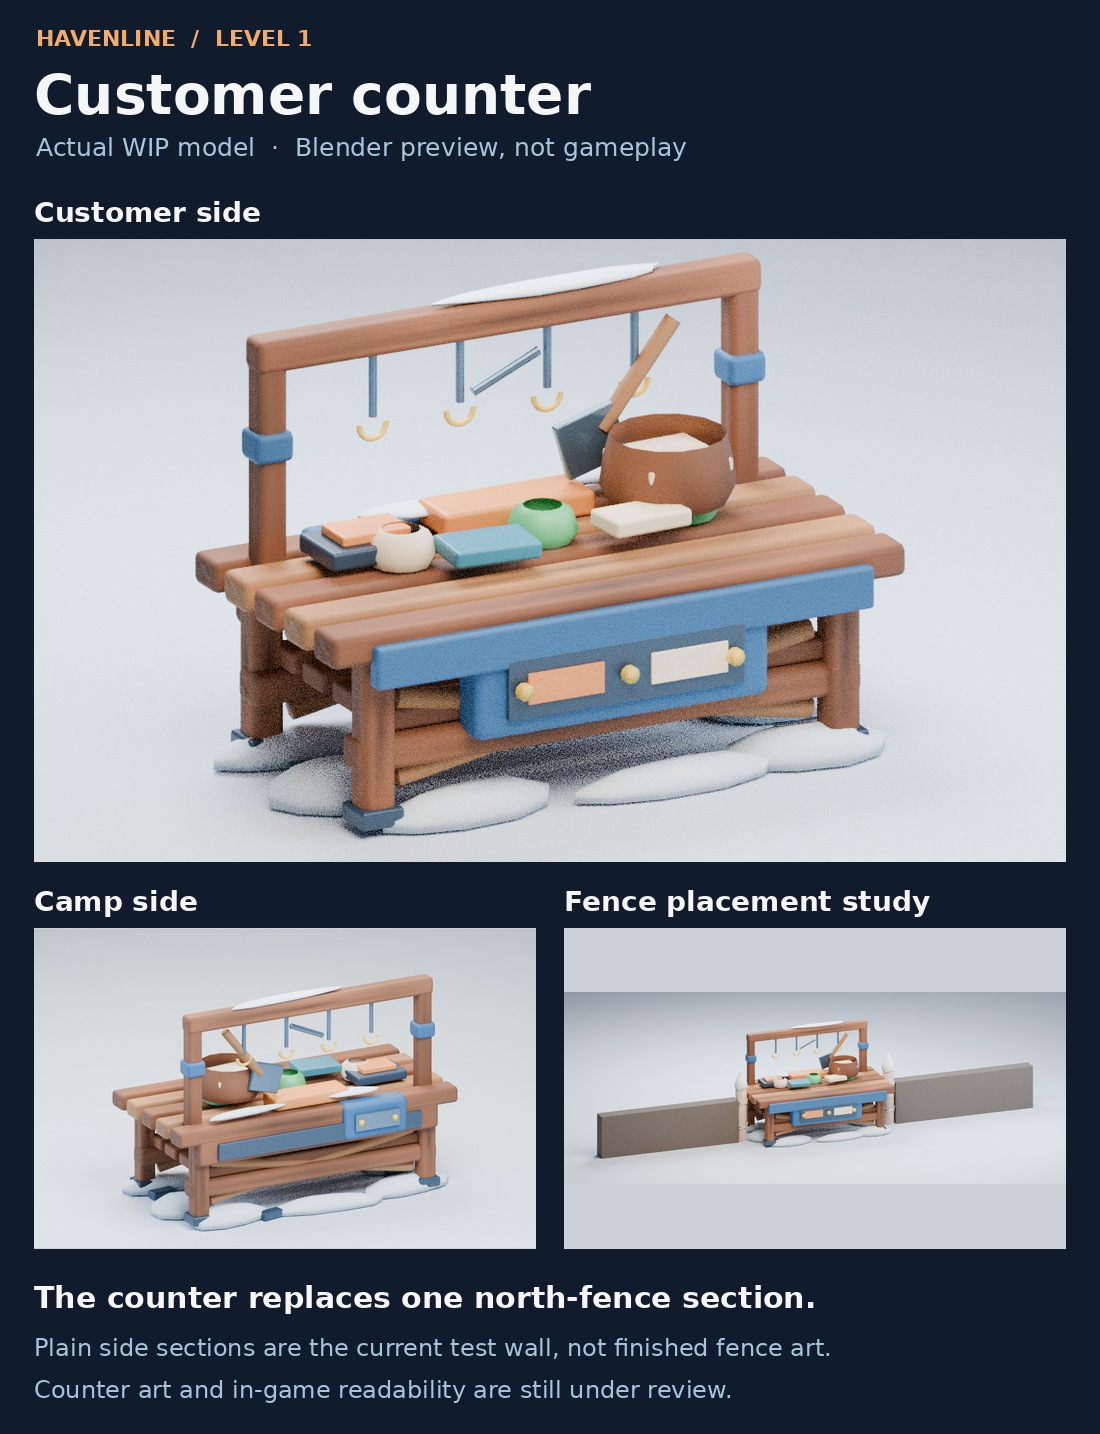 HAVENLINE / LEVEL 1
Customer counter
Actual WIP model · Blender preview, not gameplay
Customer side
Camp side
Fence placement study
The counter replaces one north-fence section.
Plain side sections are the current test wall, not finished fence art.
Counter art and in-game readability are still under review.